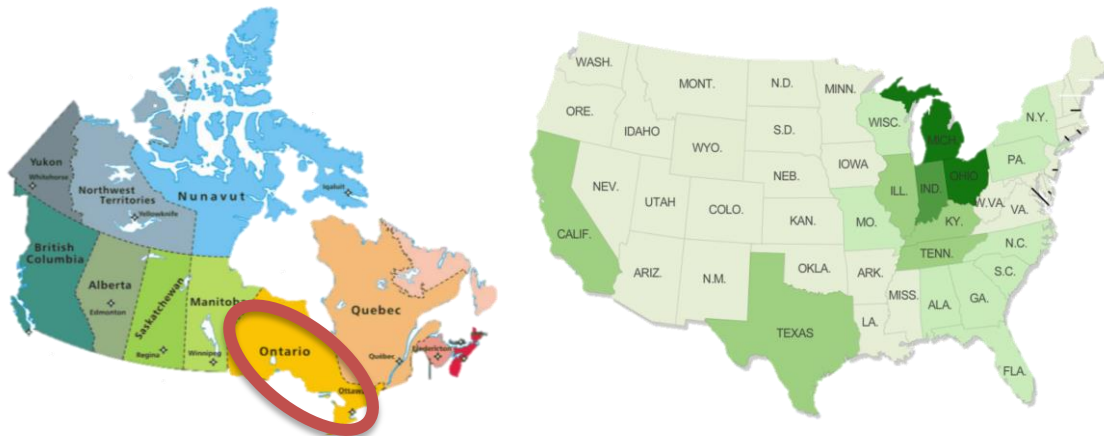 Yukon
Whitehorse
Northwest
Territories
Yellowknife
Nunavut
Iqaluit
British
Columbia
Alberta
Edmonton
Saskatchewan
Regina
Manitoba
Winnipeg
Ontario
Ottawa
Quebec
Québec
Fredericton
WASH.
MONT.
N.D.
MINN.
ORE.
IDAHO
S.D.
WISC.
MICH.
N.Y.
WYO.
IOWA
PA.
NEV.
NEB.
ILL.
IND.
OHIO
UTAH
COLO.
W.VA.
VA.
CALIF.
KAN.
MO.
KY.
N.C.
TENN.
ARIZ.
N.M.
OKLA.
ARK.
S.C.
MISS.
ALA.
GA.
TEXAS
LA.
FLA.